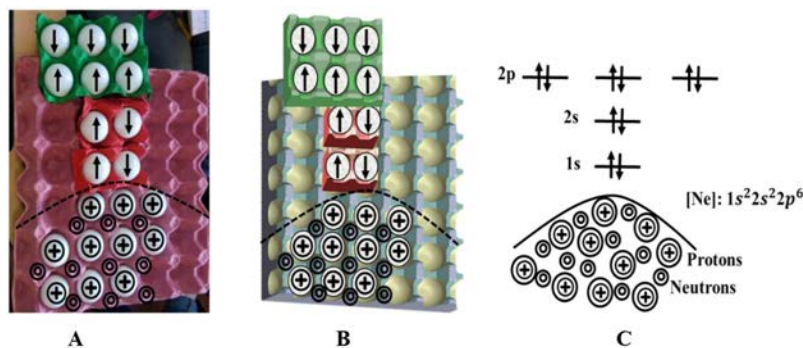 2p
2s
1s
[Ne]: 1s²2s²2p⁶
Protons
Neutrons
A
B
C